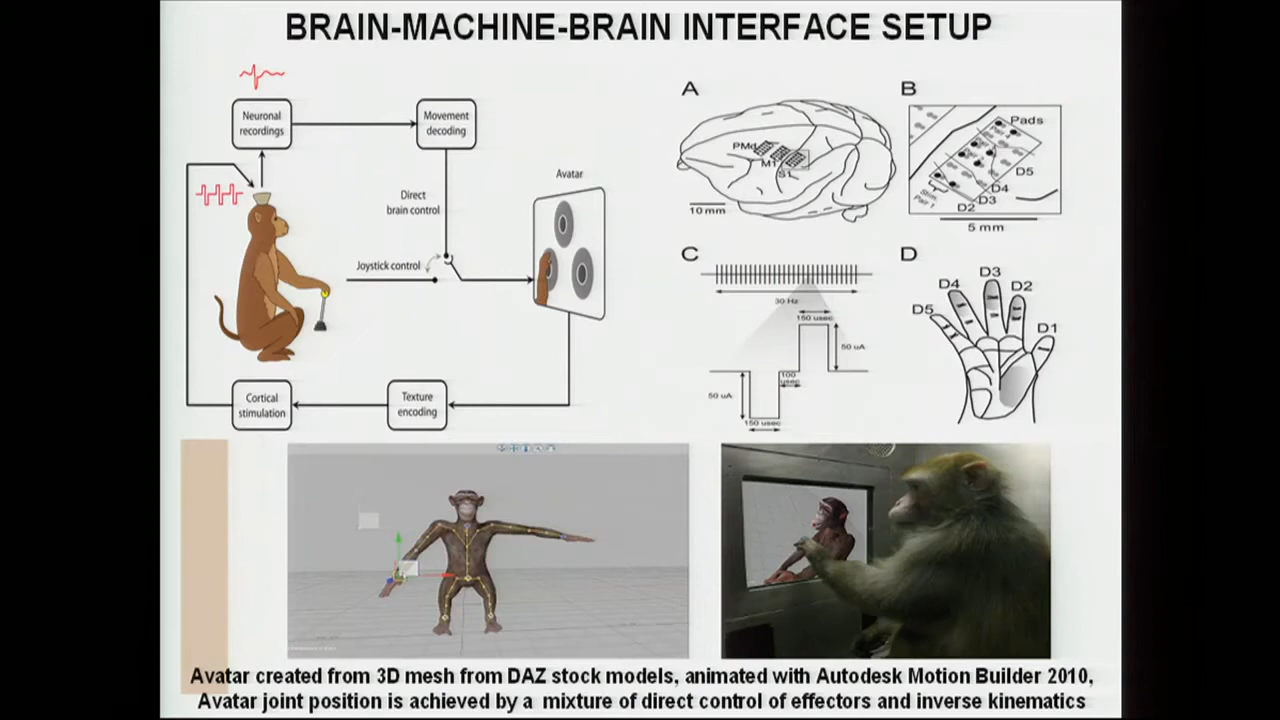 BRAIN-MACHINE-BRAIN INTERFACE SETUP
Neuronal
recordings
Movement
decoding
Direct
brain control
Joystick control
Avatar
Cortical
stimulation
Texture
encoding
A
PMd
M1
S1
10 mm
B
Pads
D5
D4
D3
D2
Stim.
Pair 1
5 mm
C
30 Hz
150 usec
50 uA
100
usec
50 uA
150 usec
D
D3
D4
D2
D5
D1
Avatar created from 3D mesh from DAZ stock models, animated with Autodesk Motion Builder 2010,
Avatar joint position is achieved by a mixture of direct control of effectors and inverse kinematics